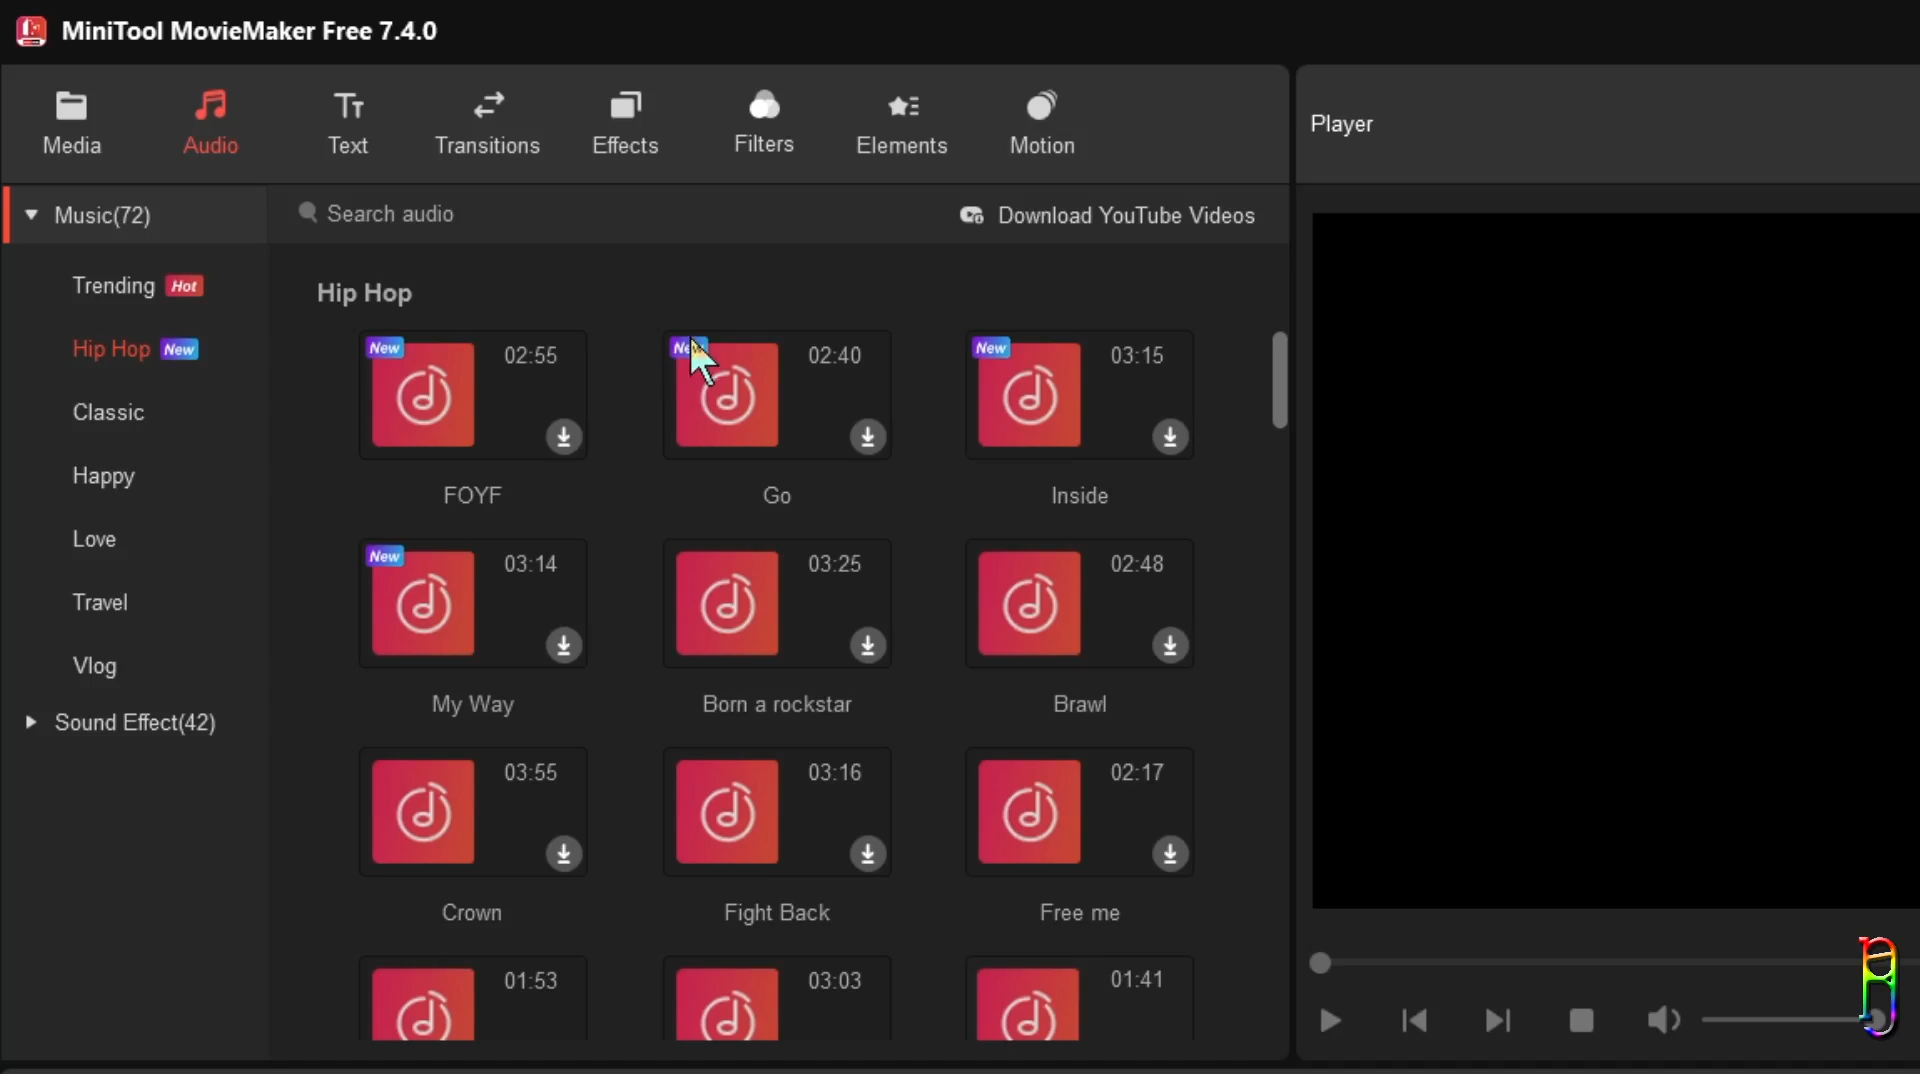 MiniTool MovieMaker Free 7.4.0
Media Audio Text Transitions Effects Filters Elements Motion
Player
Music(72)
Search audio
Download YouTube Videos
Trending Hot
Hip Hop New
Classic
Happy
Love
Travel
Vlog
Sound Effect(42)
Hip Hop
New 02:55 New 02:40 New 03:15
FOYF Go Inside
New 03:14 03:25 02:48
My Way Born a rockstar Brawl
03:55 03:16 02:17
Crown Fight Back Free me
01:53 03:03 01:41